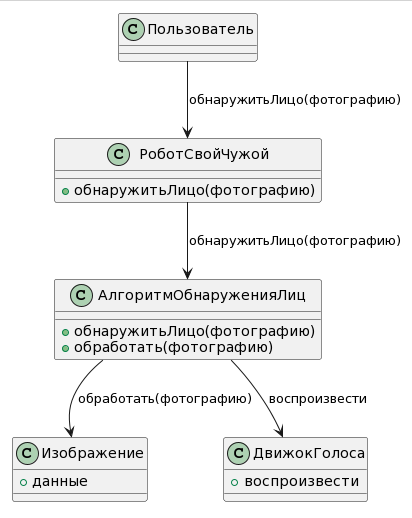 C Пользователь
обнаружитьЛицо(фотографию)
C РоботСвойЧужой
обнаружитьЛицо(фотографию)
обнаружитьЛицо(фотографию)
C АлгоритмОбнаруженияЛиц
обнаружитьЛицо(фотографию)
обработать(фотографию)
обработать(фотографию)
воспроизвести
C Изображение
данные
C ДвижокГолоса
воспроизвести